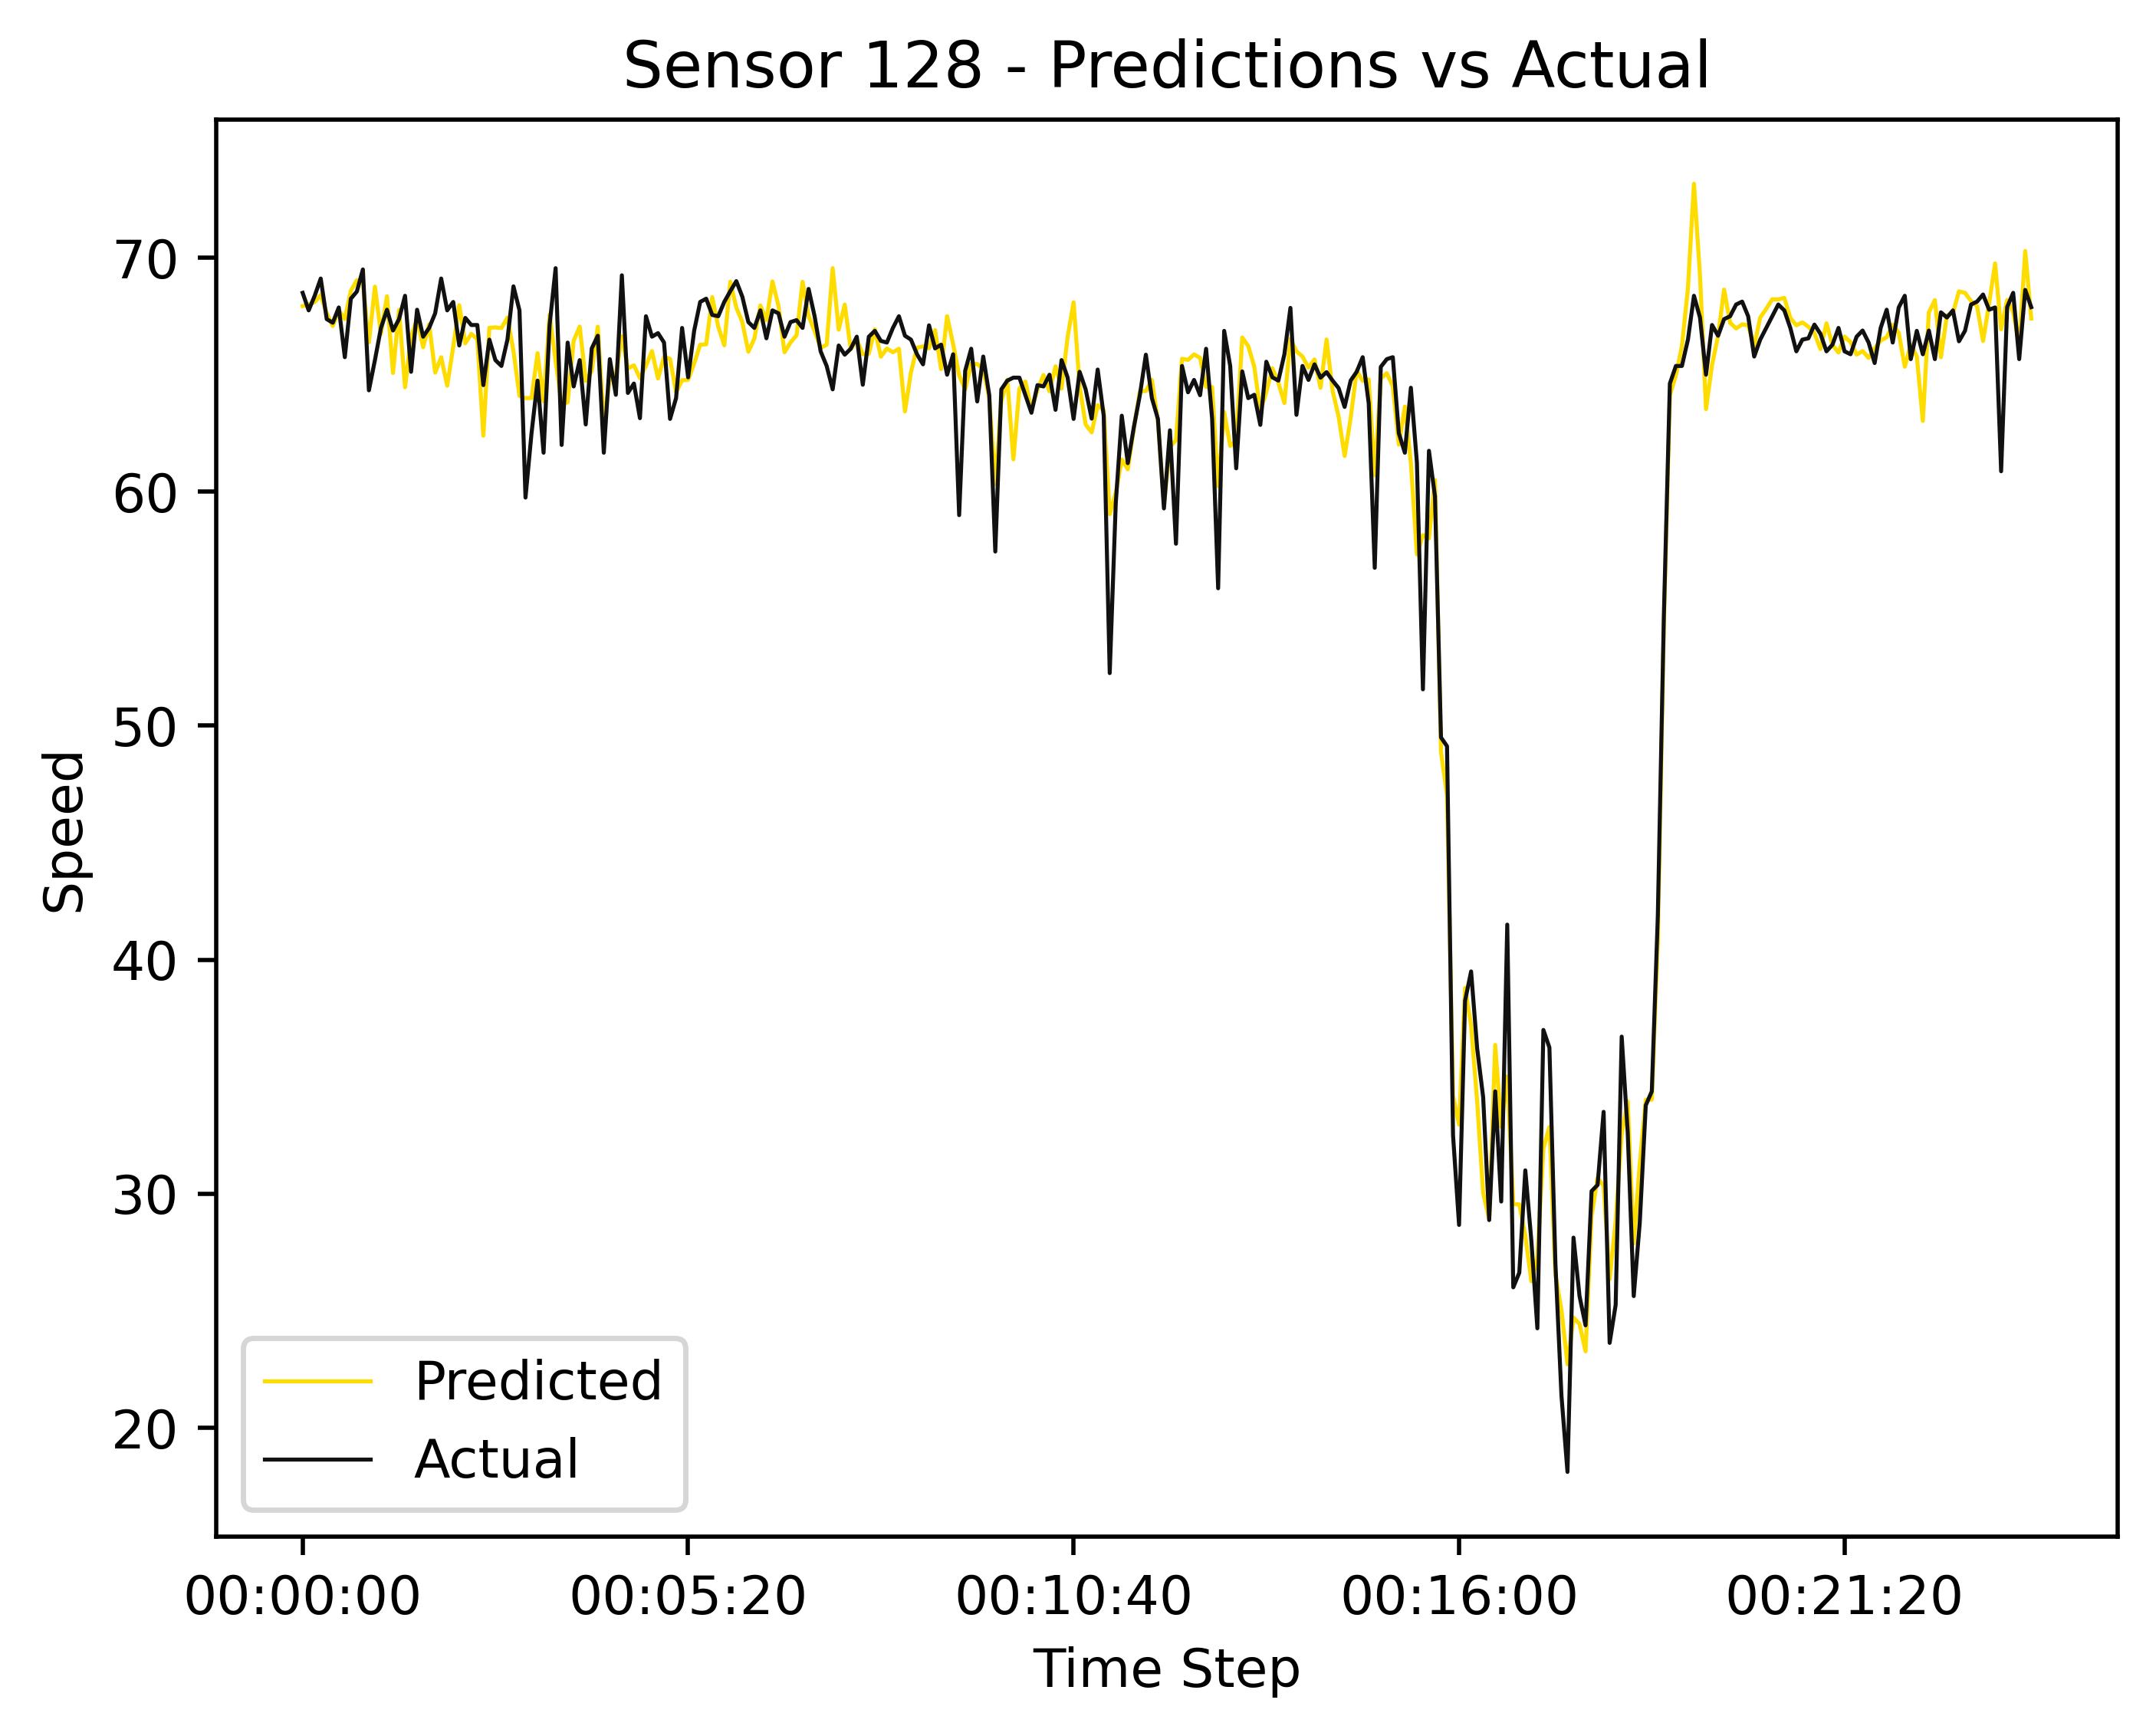 Sensor 128 - Predictions vs Actual
70
60
50
40
30
20
Speed
Predicted
Actual
00:00:00
00:05:20
00:10:40
00:16:00
00:21:20
Time Step